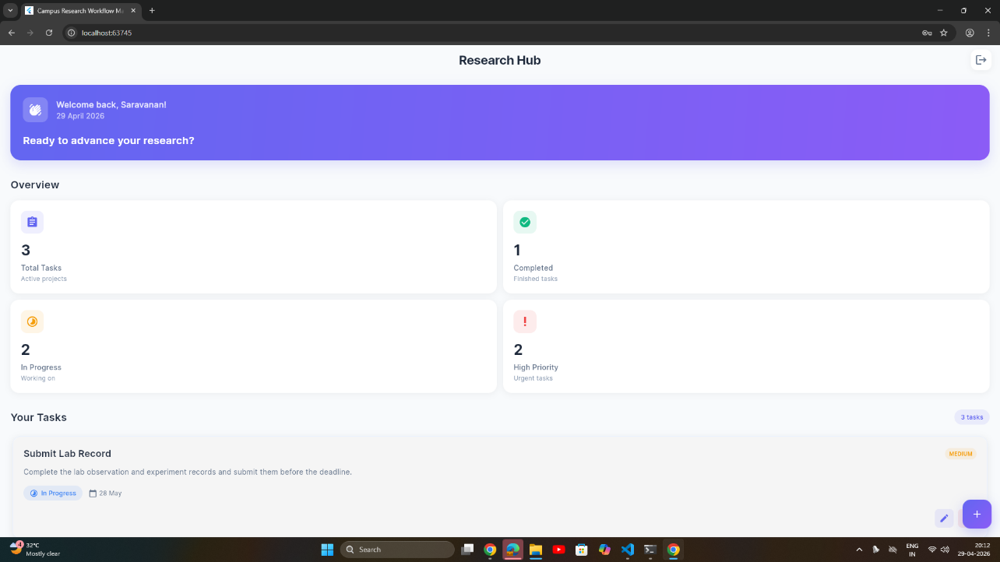 Campus Research Workflow Ma
localhost:63745
Research Hub
Welcome back, Saravanan!
29 April 2026
Ready to advance your research?
Overview
3
Total Tasks
Active projects
1
Completed
Finished tasks
2
In Progress
Working on
2
High Priority
Urgent tasks
Your Tasks
3 tasks
Submit Lab Record
MEDIUM
Complete the lab observation and experiment records and submit them before the deadline.
In Progress
28 May
4
32°C
Mostly clear
Search
ENG
IN
20:12
29-04-2026